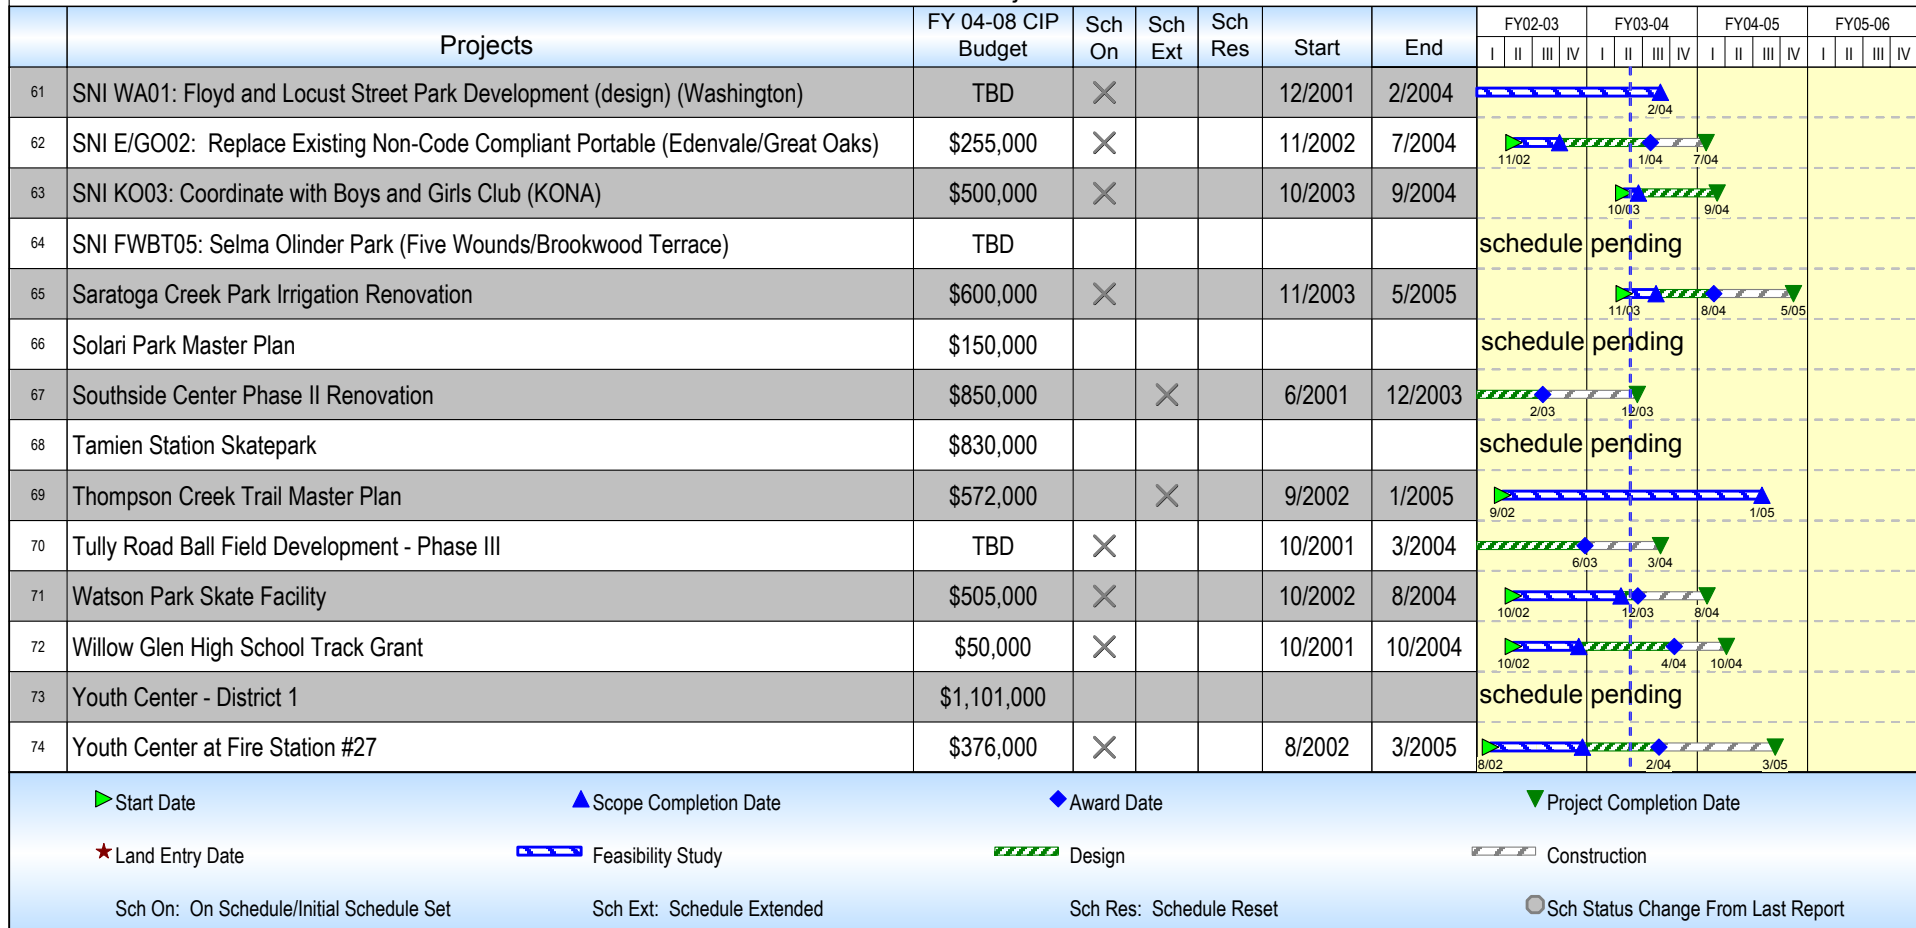 Projects FY 04-08 CIP Budget Sch On Sch Ext Sch Res Start End FY02-03 FY03-04 FY04-05 FY05-06
I II III IV I II III IV I II III IV I II III IV
61 SNI WA01: Floyd and Locust Street Park Development (design) (Washington) TBD 12/2001 2/2004 2/04
62 SNI E/GO02: Replace Existing Non-Code Compliant Portable (Edenvale/Great Oaks) $255,000 11/2002 7/2004 11/02 1/04 7/04
63 SNI KO03: Coordinate with Boys and Girls Club (KONA) $500,000 10/2003 9/2004 10/03 9/04
64 SNI FWBT05: Selma Olinder Park (Five Wounds/Brookwood Terrace) TBD schedule pending
65 Saratoga Creek Park Irrigation Renovation $600,000 11/2003 5/2005 11/03 8/04 5/05
66 Solari Park Master Plan $150,000 schedule pending
67 Southside Center Phase II Renovation $850,000 6/2001 12/2003 2/03 12/03
68 Tamien Station Skatepark $830,000 schedule pending
69 Thompson Creek Trail Master Plan $572,000 9/2002 1/2005 9/02 1/05
70 Tully Road Ball Field Development - Phase III TBD 10/2001 3/2004 6/03 3/04
71 Watson Park Skate Facility $505,000 10/2002 8/2004 10/02 12/03 8/04
72 Willow Glen High School Track Grant $50,000 10/2001 10/2004 10/02 4/04 10/04
73 Youth Center - District 1 $1,101,000 schedule pending
74 Youth Center at Fire Station #27 $376,000 8/2002 3/2005 8/02 2/04 3/05
Start Date Scope Completion Date Award Date Project Completion Date
Land Entry Date Feasibility Study Design Construction
Sch On: On Schedule/Initial Schedule Set Sch Ext: Schedule Extended Sch Res: Schedule Reset Sch Status Change From Last Report